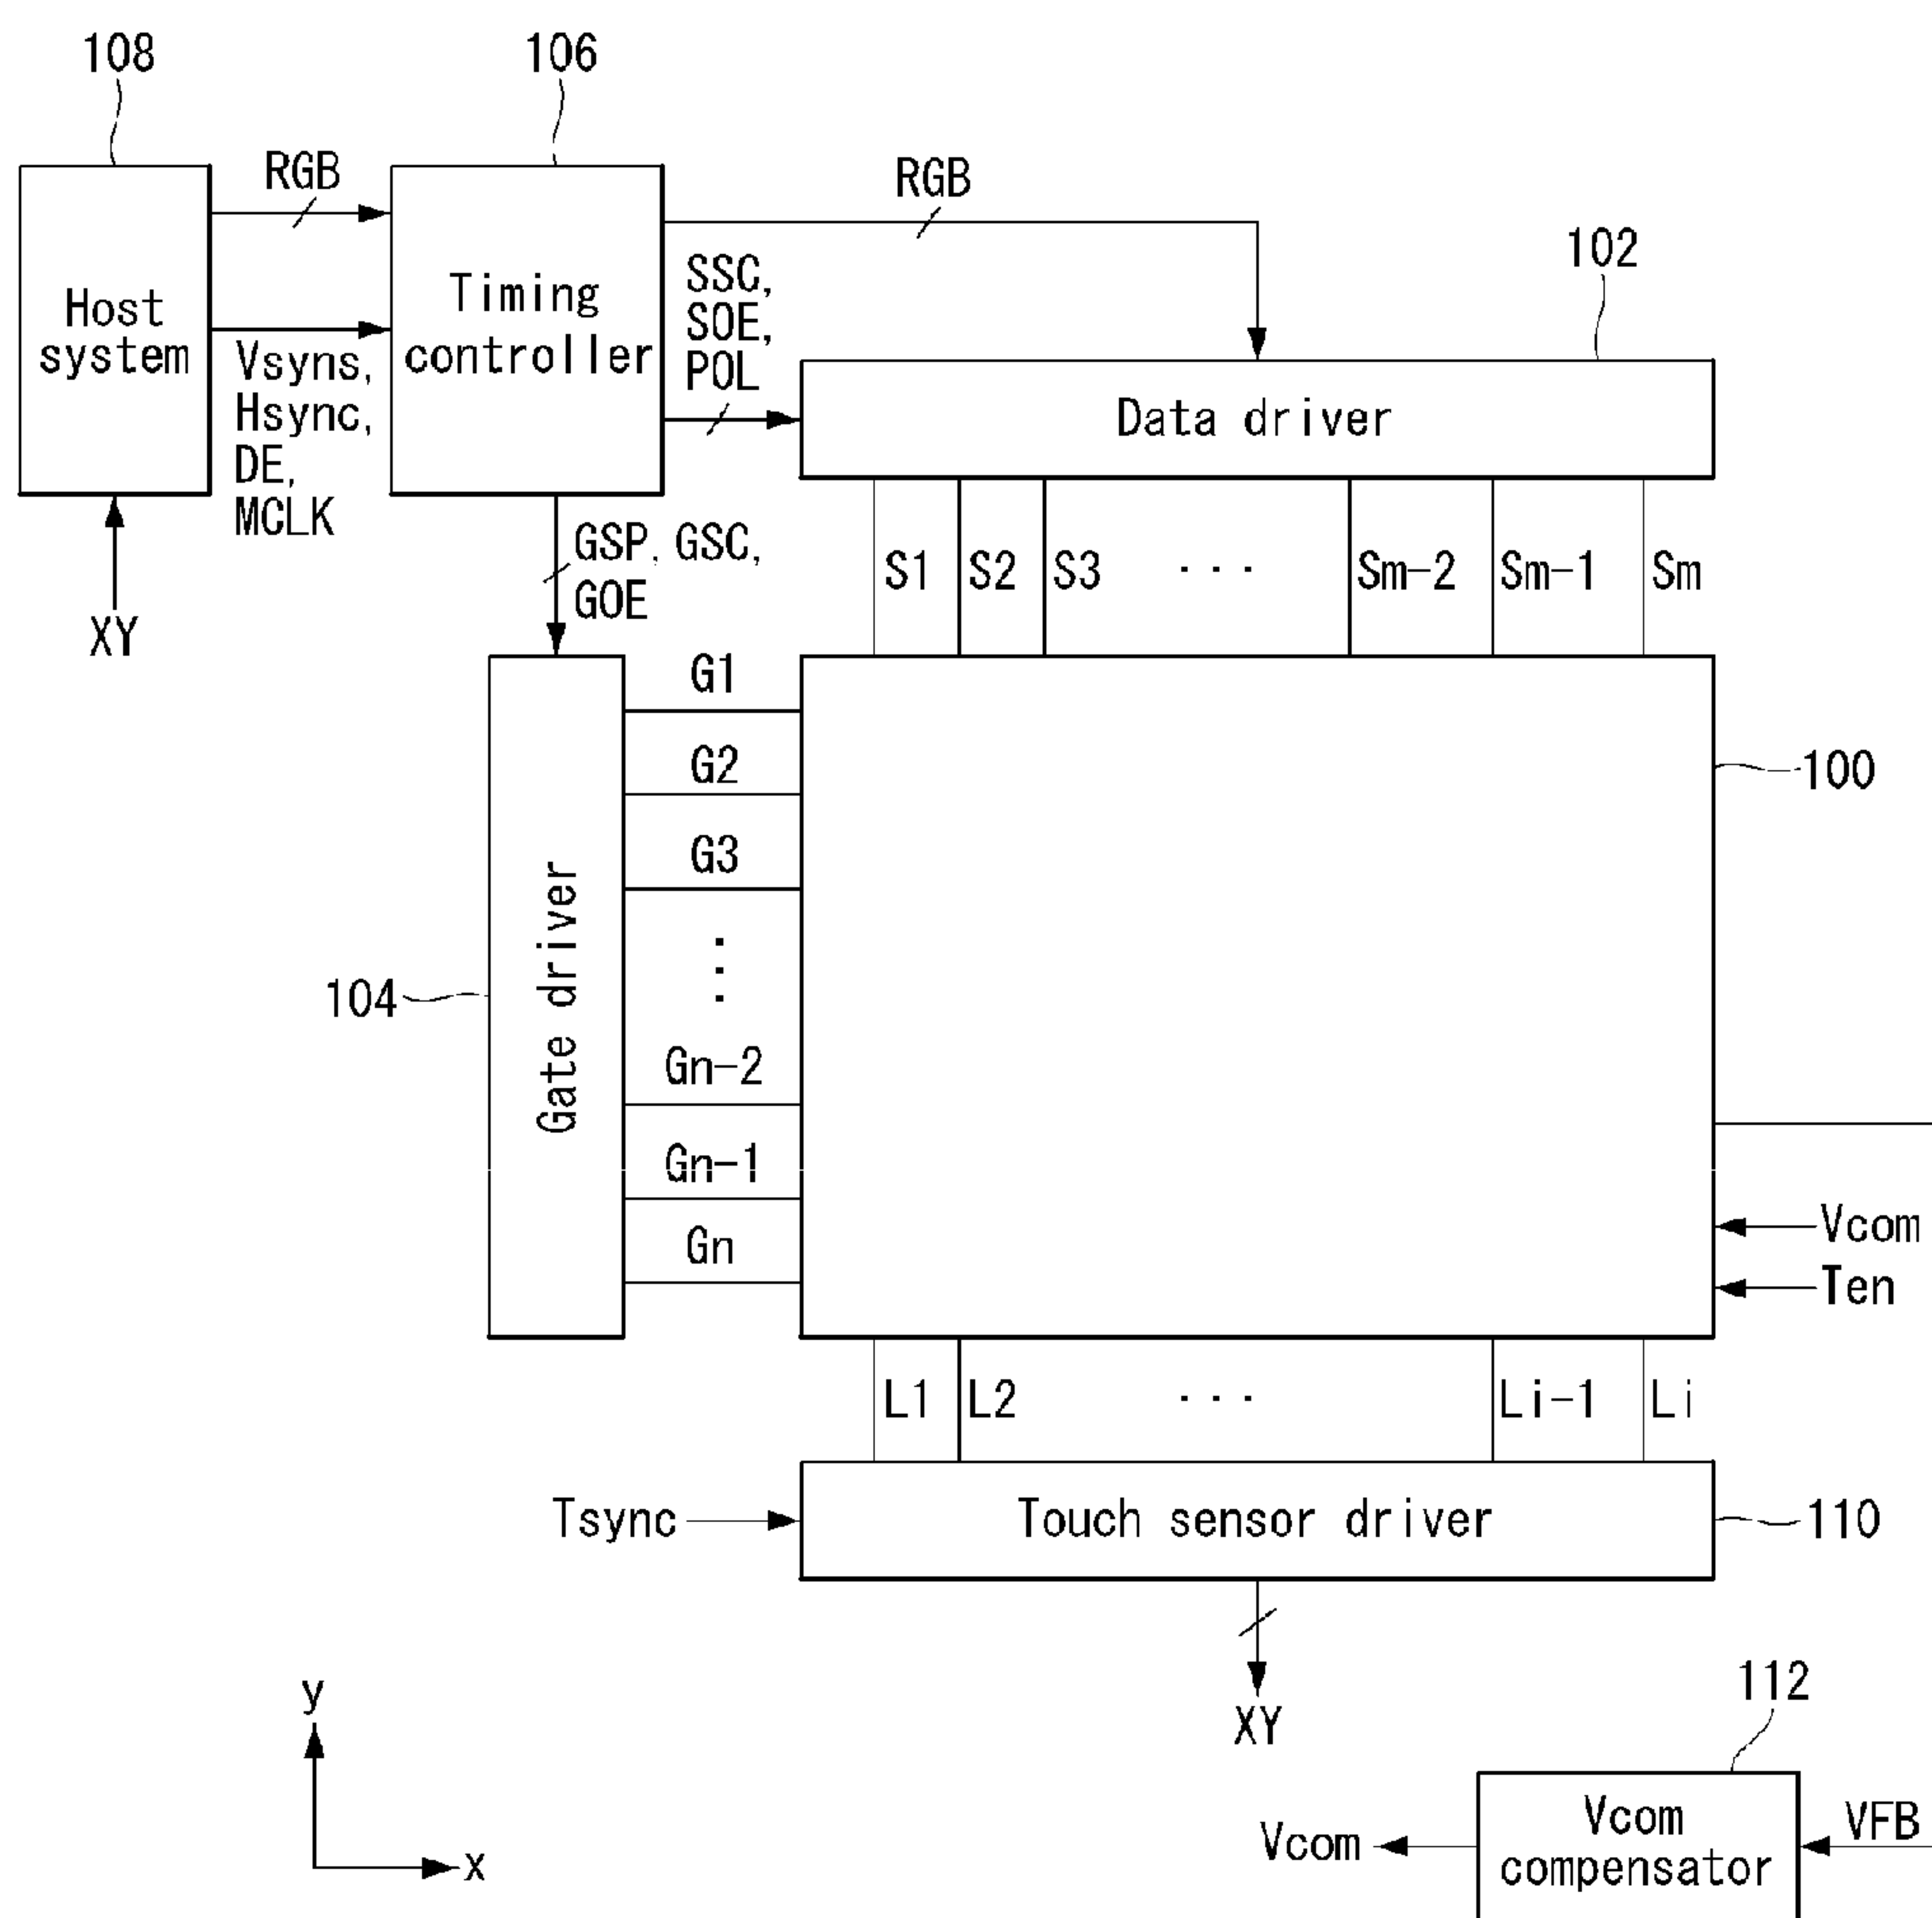 108
106
RGB
RGB
102
Host
system
Timing
controller
SSC,
SOE,
POL
Vsyns,
Hsync,
DE,
MCLK
Data driver
XY
GSP, GSC,
GOE
S1
S2
S3
...
Sm-2
Sm-1
Sm
G1
G2
G3
Gn-2
Gn-1
Gn
Gate driver
104
100
Vcom
Ten
L1
L2
...
Li-1
Li
Tsync
Touch sensor driver
110
XY
112
y
x
Vcom
Vcom
compensator
VFB